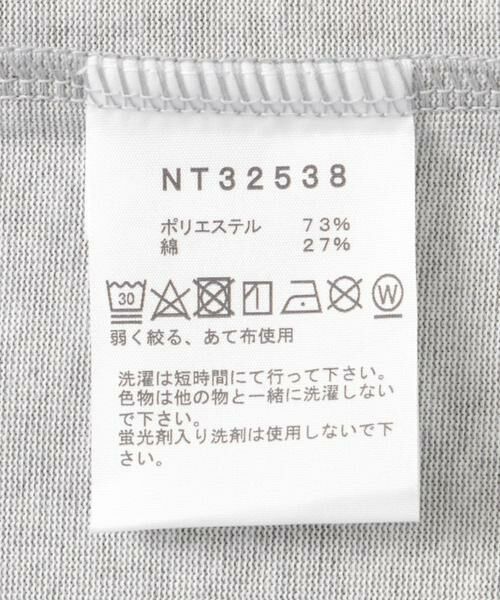 NT32538
ポリエステル 73%
綿 27%
30 W
弱く絞る、あて布使用
洗濯は短時間にて行って下さい。
色物は他の物と一緒に洗濯しない
で下さい。
蛍光剤入り洗剤は使用しないで下
さい。